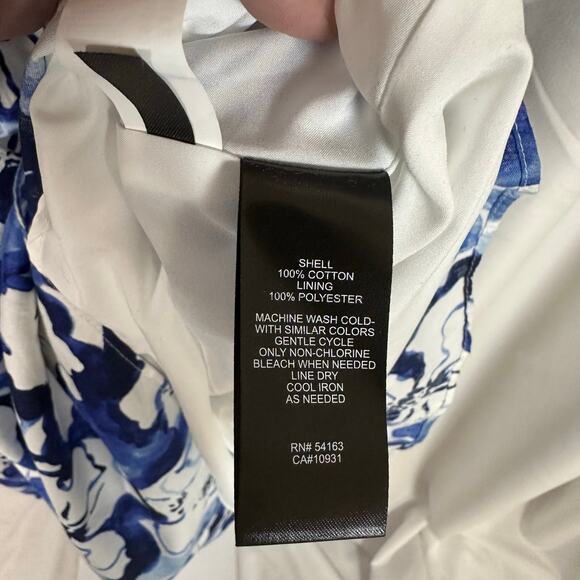 SHELL
100% COTTON
LINING
100% POLYESTER
MACHINE WASH COLD-
WITH SIMILAR COLORS
GENTLE CYCLE
ONLY NON-CHLORINE
BLEACH WHEN NEEDED
LINE DRY
COOL IRON
AS NEEDED
RN# 54163
CA#10931